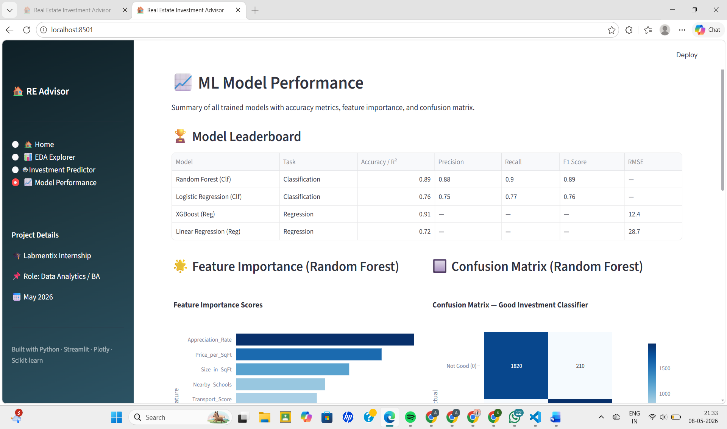 Real Estate Investment Advisor
Real Estate Investment Advisor
localhost:8501
Chat
Deploy
RE Advisor
Home
EDA Explorer
Investment Predictor
Model Performance
Project Details
Labmentix Internship
Role: Data Analytics / BA
May 2026
Built with Python · Streamlit · Plotly ·
Scikit-learn
ML Model Performance
Summary of all trained models with accuracy metrics, feature importance, and confusion matrix.
Model Leaderboard
Model Task Accuracy / R² Precision Recall F1 Score RMSE
Random Forest (Clf) Classification 0.89 0.88 0.9 0.89 —
Logistic Regression (Clf) Classification 0.76 0.75 0.77 0.76 —
XGBoost (Reg) Regression 0.91 — — — 12.4
Linear Regression (Reg) Regression 0.72 — — — 28.7
Feature Importance (Random Forest)
Confusion Matrix (Random Forest)
Feature Importance Scores
Confusion Matrix — Good Investment Classifier
Appreciation_Rate
Price_per_SqFt
Size_in_SqFt
Nearby_Schools
Transport_Score
Not Good (0)
1820
210
1500
1000
Search
ENG
IN
21:33
08-05-2026